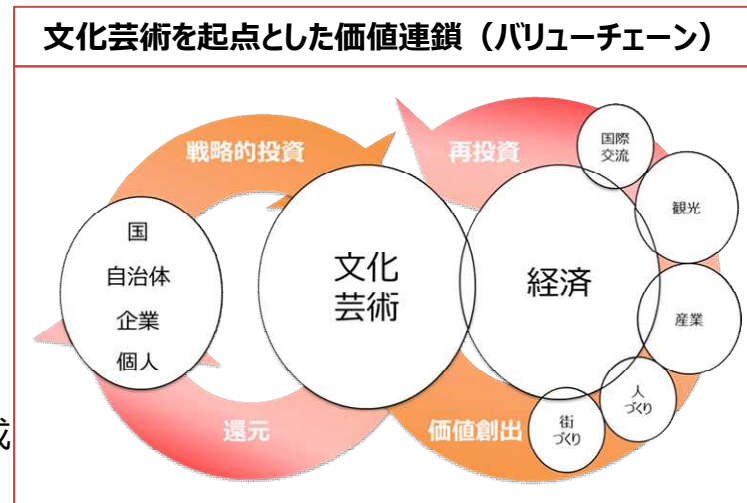 文化芸術を起点とした価値連鎖（バリューチェーン）
戦略的投資
再投資
国際
交流
観光
国
自治体
企業
個人
文化
芸術
経済
産業
人
づくり
街
づくり
還元
価値創出
成